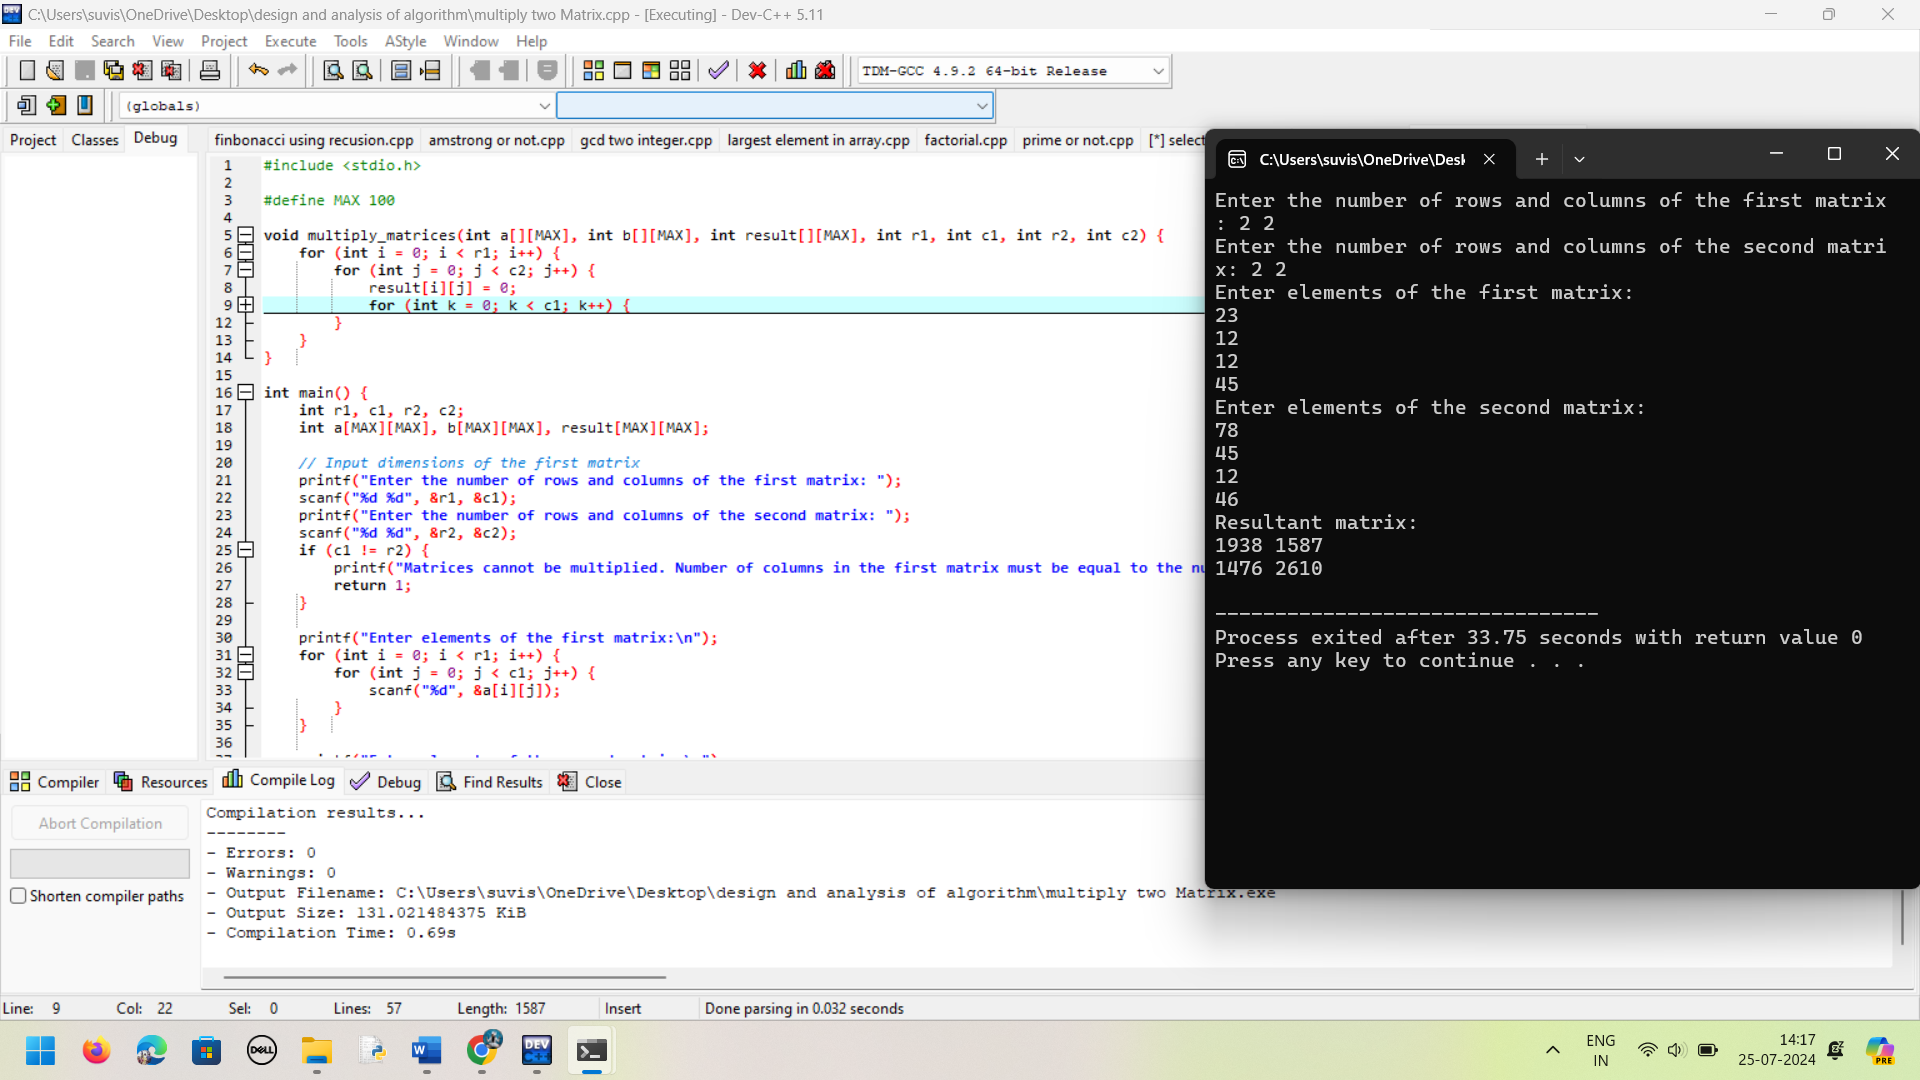 C:\Users\suvis\OneDrive\Desktop\design and analysis of algorithm\multiply two Matrix.cpp - [Executing] - Dev-C++ 5.11
File Edit Search View Project Execute Tools AStyle Window Help
TDM-GCC 4.9.2 64-bit Release
(globals)
Project Classes Debug
finbonacci using recusion.cpp amstrong or not.cpp gcd two integer.cpp largest element in array.cpp factorial.cpp prime or not.cpp [*] select
1 #include <stdio.h>
2
3 #define MAX 100
4
5 void multiply_matrices(int a[][MAX], int b[][MAX], int result[][MAX], int r1, int c1, int r2, int c2) {
6 for (int i = 0; i < r1; i++) {
7 for (int j = 0; j < c2; j++) {
8 result[i][j] = 0;
9 for (int k = 0; k < c1; k++) {
12 }
13 }
14 }
15
16 int main() {
17 int r1, c1, r2, c2;
18 int a[MAX][MAX], b[MAX][MAX], result[MAX][MAX];
19
20 // Input dimensions of the first matrix
21 printf("Enter the number of rows and columns of the first matrix: ");
22 scanf("%d %d", &r1, &c1);
23 printf("Enter the number of rows and columns of the second matrix: ");
24 scanf("%d %d", &r2, &c2);
25 if (c1 != r2) {
26 printf("Matrices cannot be multiplied. Number of columns in the first matrix must be equal to the nu
27 return 1;
28 }
29
30 printf("Enter elements of the first matrix:\n");
31 for (int i = 0; i < r1; i++) {
32 for (int j = 0; j < c1; j++) {
33 scanf("%d", &a[i][j]);
34 }
35 }
36
C:\Users\suvis\OneDrive\Desk
Enter the number of rows and columns of the first matrix
: 2 2
Enter the number of rows and columns of the second matri
x: 2 2
Enter elements of the first matrix:
23
12
12
45
Enter elements of the second matrix:
78
45
12
46
Resultant matrix:
1938 1587
1476 2610
--------------------------------
Process exited after 33.75 seconds with return value 0
Press any key to continue . . .
Compiler Resources Compile Log Debug Find Results Close
Abort Compilation
Shorten compiler paths
Compilation results...
--------
- Errors: 0
- Warnings: 0
- Output Filename: C:\Users\suvis\OneDrive\Desktop\design and analysis of algorithm\multiply two Matrix.exe
- Output Size: 131.021484375 KiB
- Compilation Time: 0.69s
Line: 9 Col: 22 Sel: 0 Lines: 57 Length: 1587 Insert Done parsing in 0.032 seconds
DELL
DEV
ENG
IN
14:17
25-07-2024
PRE